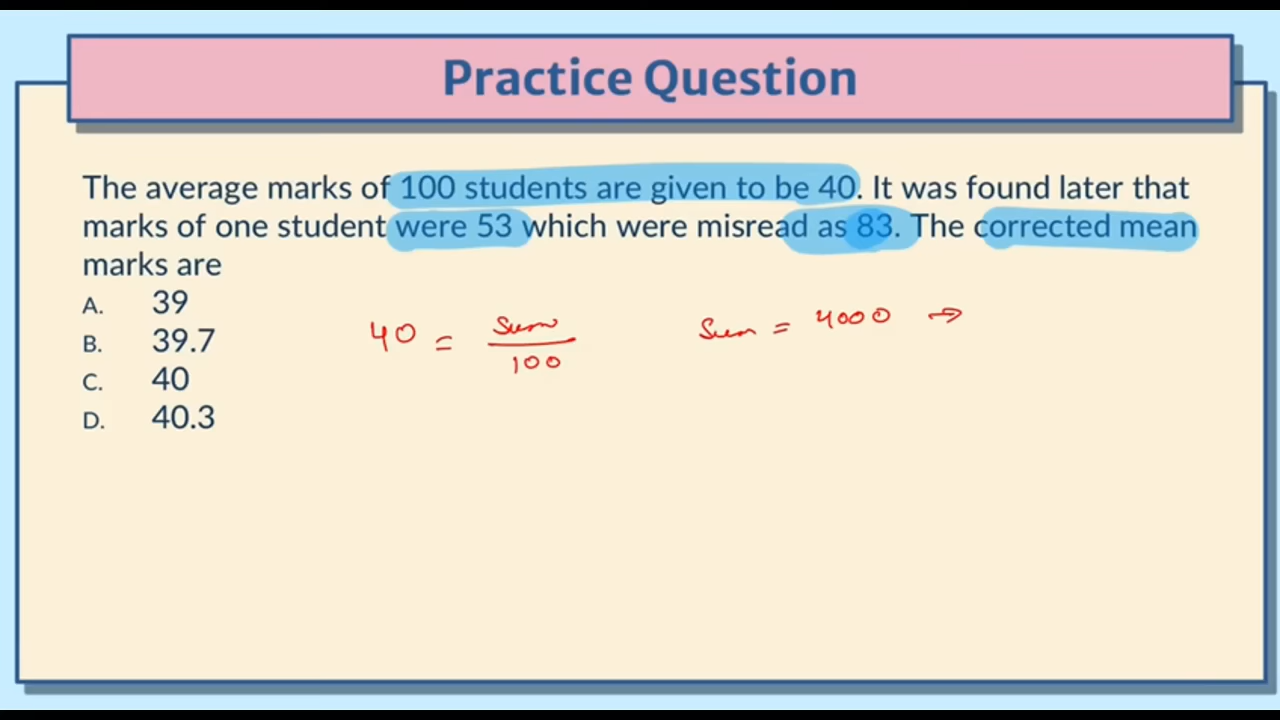 Practice Question
The average marks of 100 students are given to be 40. It was found later that
marks of one student were 53 which were misread as 83. The corrected mean
marks are
A. 39
B. 39.7
C. 40
D. 40.3
40 = Sum / 100
Sum = 4000 →